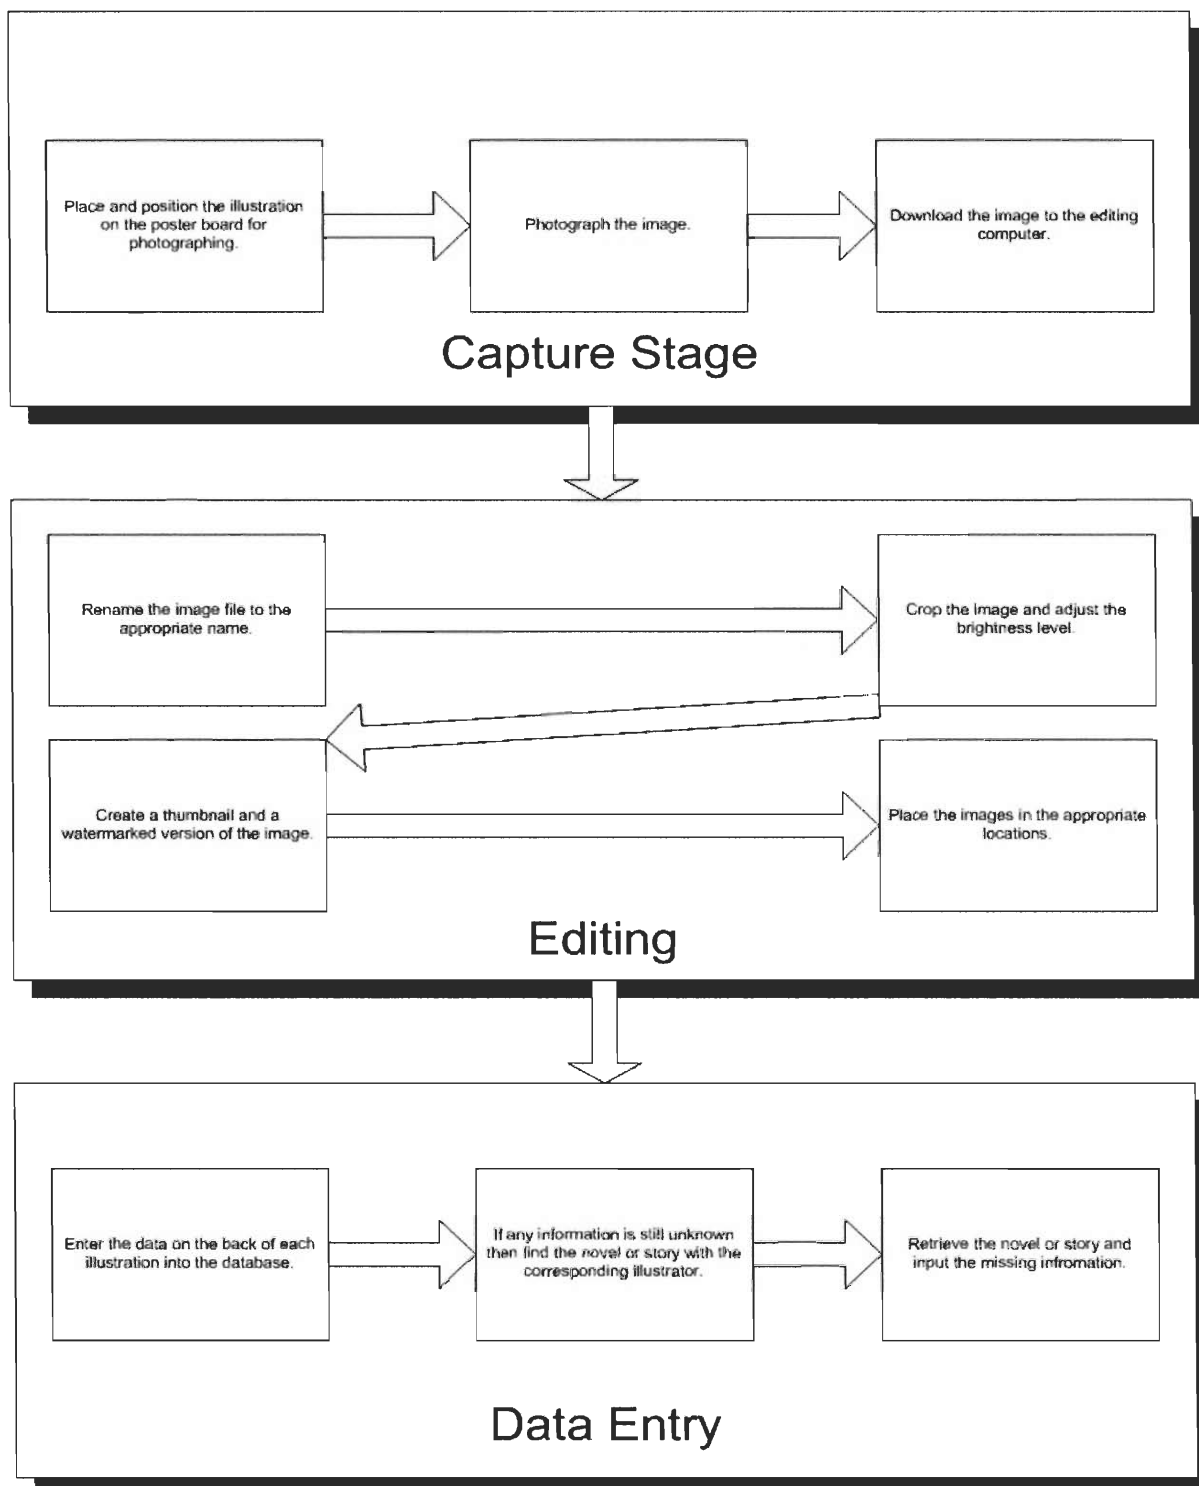 Place and position the illustration
on the poster board for
photographing.
Photograph the image.
Download the image to the editing
computer.
Capture Stage
Rename the image file to the
appropriate name.
Crop the image and adjust the
brightness level.
Create a thumbnail and a
watermarked version of the image.
Place the images in the appropriate
locations.
Editing
Enter the data on the back of each
illustration into the database.
If any information is still unknown
then find the novel or story with the
corresponding illustrator.
Retrieve the novel or story and
input the missing infromation.
Data Entry